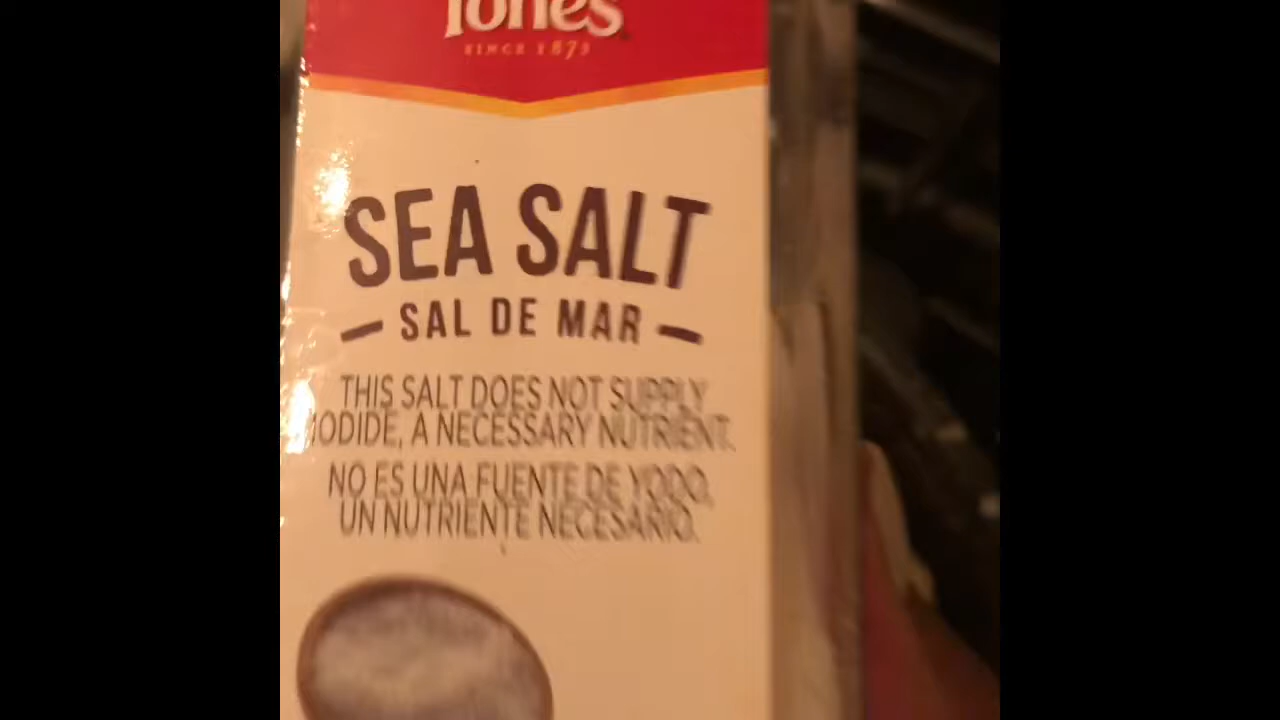 Tones
SINCE 1873
SEA SALT
SAL DE MAR
THIS SALT DOES NOT SUPPLY
IODIDE, A NECESSARY NUTRIENT.
NO ES UNA FUENTE DE YODO,
UN NUTRIENTE NECESARIO.